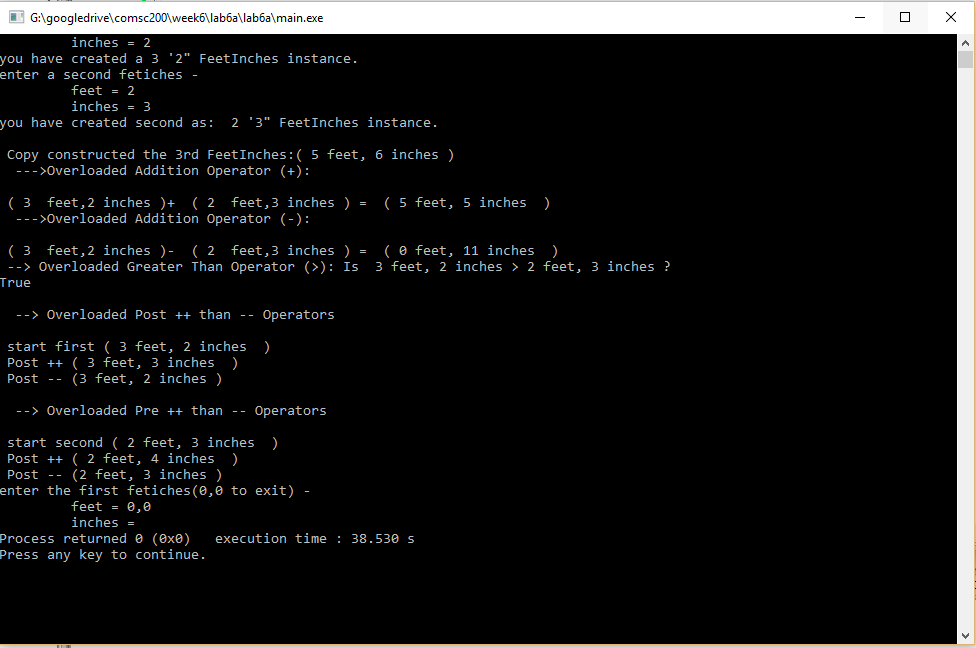 G:\googledrive\comsc200\week6\lab6a\lab6a\main.exe
inches = 2
you have created a 3 '2" FeetInches instance.
enter a second fetiches -
feet = 2
inches = 3
you have created second as:  2 '3" FeetInches instance.
Copy constructed the 3rd FeetInches:( 5 feet, 6 inches )
--->Overloaded Addition Operator (+):
( 3  feet,2 inches )+  ( 2  feet,3 inches ) =  ( 5 feet, 5 inches  )
--->Overloaded Addition Operator (-):
( 3  feet,2 inches )-  ( 2  feet,3 inches ) =  ( 0 feet, 11 inches  )
--> Overloaded Greater Than Operator (>): Is  3 feet, 2 inches > 2 feet, 3 inches ?
True
--> Overloaded Post ++ than -- Operators
start first ( 3 feet, 2 inches  )
Post ++ ( 3 feet, 3 inches  )
Post -- (3 feet, 2 inches )
--> Overloaded Pre ++ than -- Operators
start second ( 2 feet, 3 inches  )
Post ++ ( 2 feet, 4 inches  )
Post -- (2 feet, 3 inches )
enter the first fetiches(0,0 to exit) -
feet = 0,0
inches =
Process returned 0 (0x0)   execution time : 38.530 s
Press any key to continue.